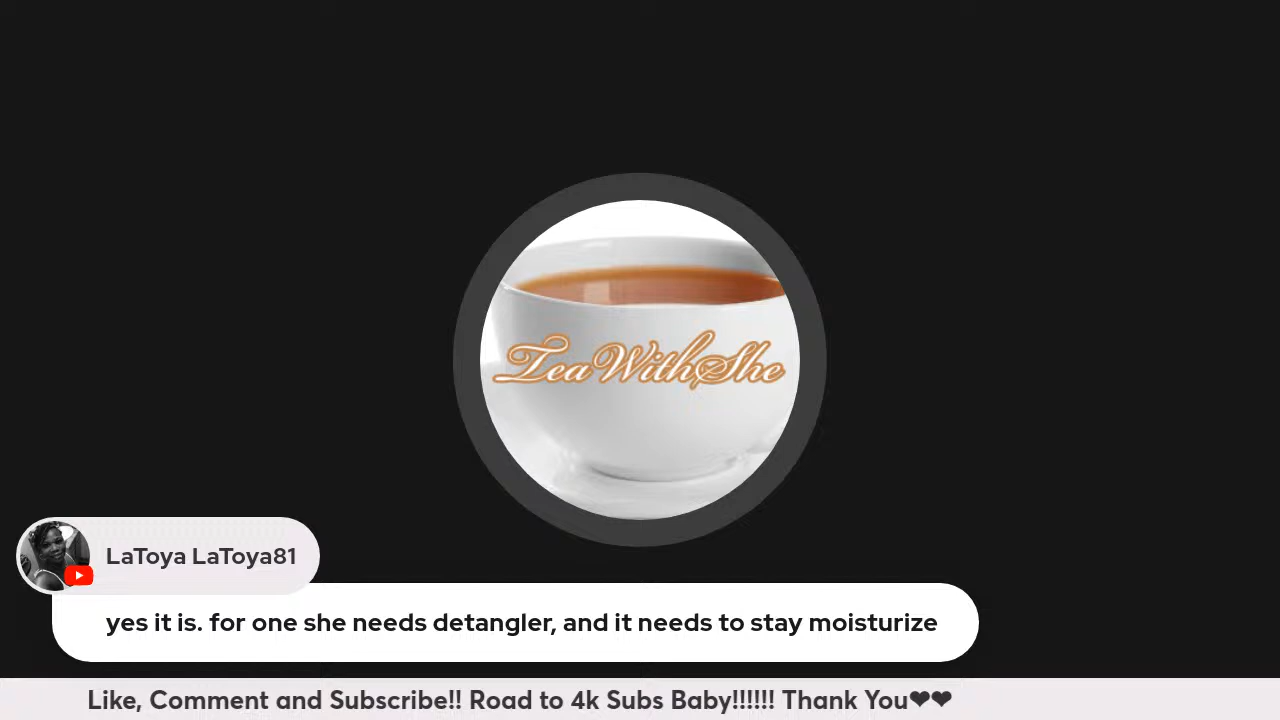 TeaWithShe
LaToya LaToya81
yes it is. for one she needs detangler, and it needs to stay moisturize
Like, Comment and Subscribe!! Road to 4k Subs Baby!!!!!! Thank You❤❤